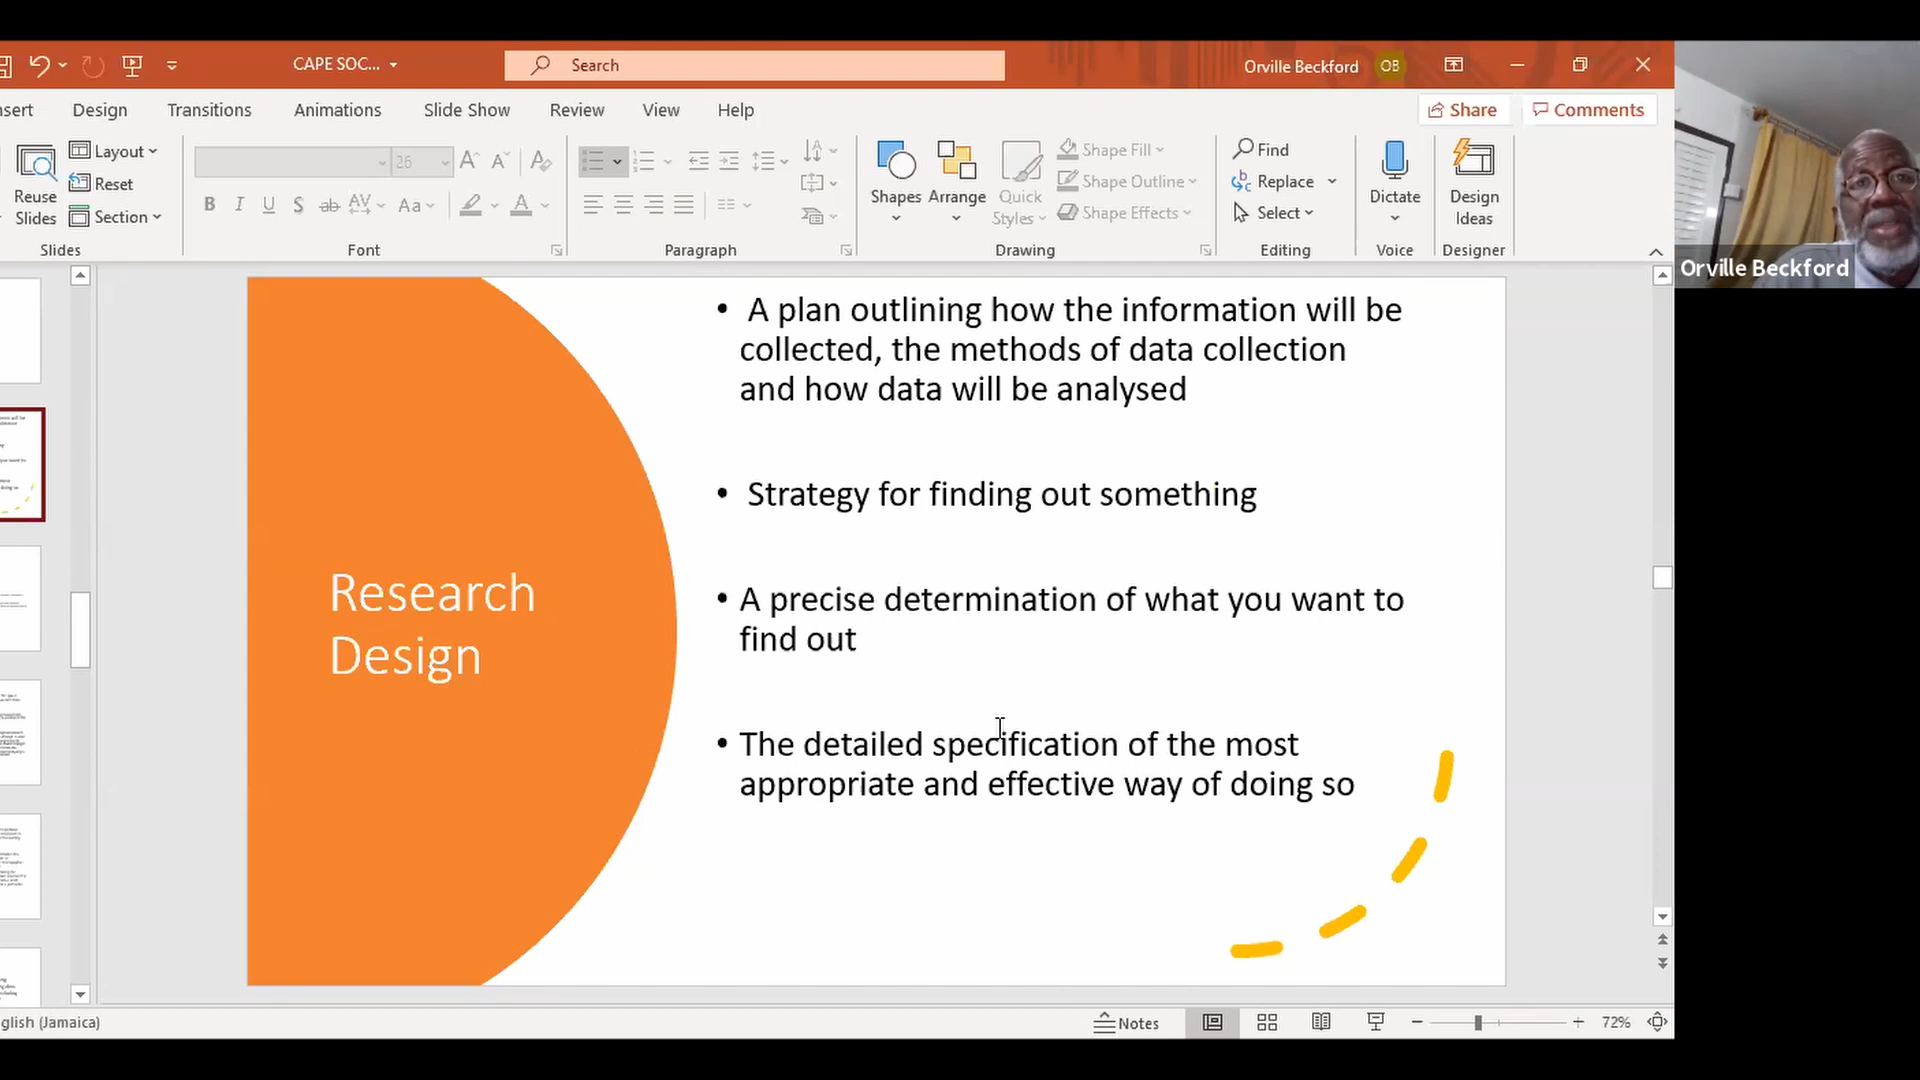 CAPE SOC...
Search
Orville Beckford
OB
Design
Transitions
Animations
Slide Show
Review
View
Help
Share
Comments
Layout
Reset
Section
Reuse
Slides
Slides
26
Font
Paragraph
Shapes
Arrange
Quick
Styles
Shape Fill
Shape Outline
Shape Effects
Drawing
Find
Replace
Select
Editing
Dictate
Voice
Design
Ideas
Designer
Orville Beckford
Research
Design
• A plan outlining how the information will be
collected, the methods of data collection
and how data will be analysed
• Strategy for finding out something
• A precise determination of what you want to
find out
• The detailed specification of the most
appropriate and effective way of doing so
glish (Jamaica)
Notes
72%